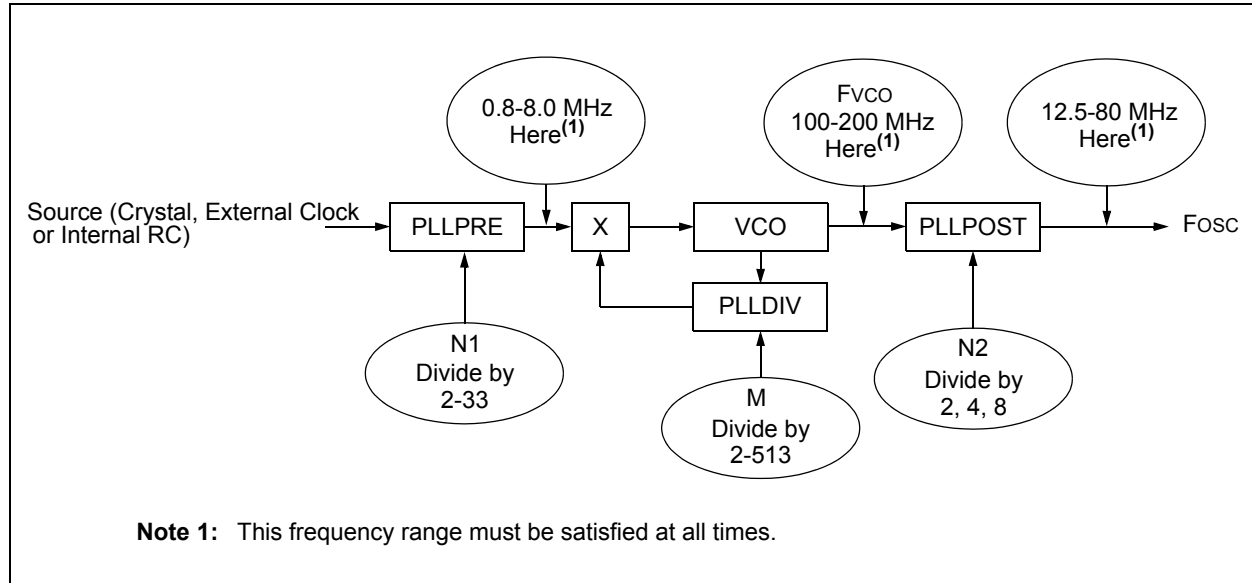 0.8-8.0 MHz
Here(1)
FVCO
100-200 MHz
Here(1)
12.5-80 MHz
Here(1)
Source (Crystal, External Clock
or Internal RC)
PLLPRE
X
VCO
PLLPOST
FOSC
PLLDIV
N1
Divide by
2-33
M
Divide by
2-513
N2
Divide by
2, 4, 8
Note 1: This frequency range must be satisfied at all times.